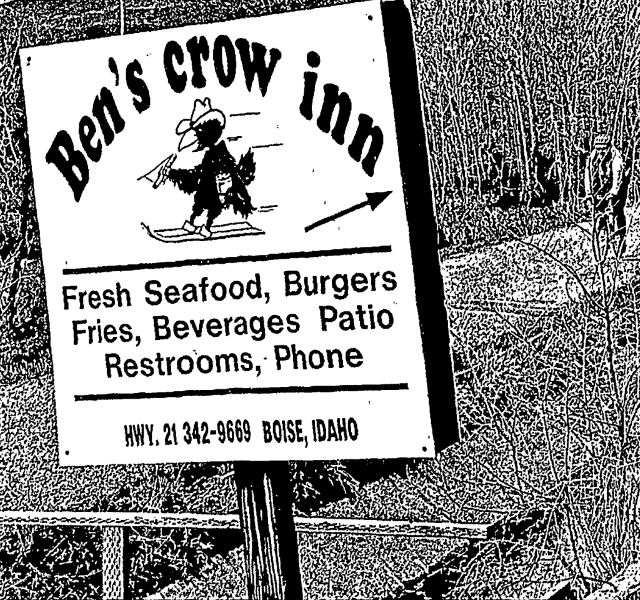 Ben's crow inn
Fresh Seafood, Burgers
Fries, Beverages Patio
Restrooms, Phone
HWY. 21 342-9669 BOISE, IDAHO